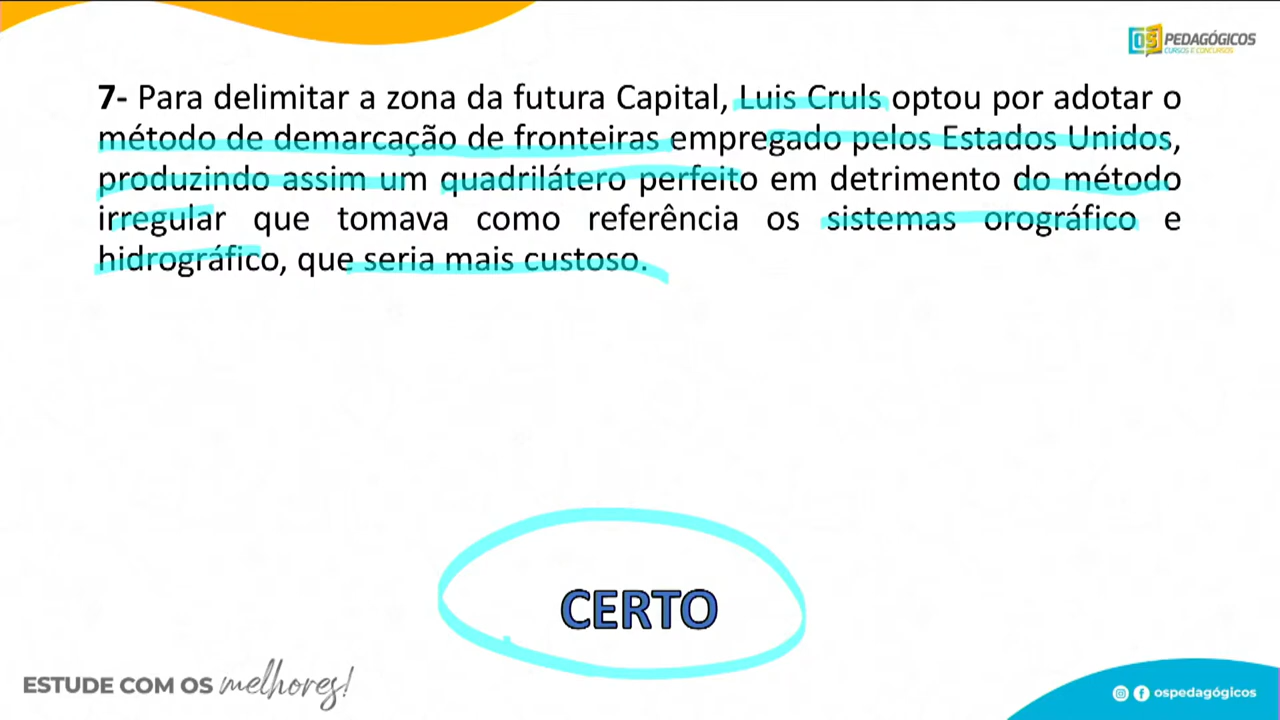 OS PEDAGÓGICOS
CURSOS E CONCURSOS
7- Para delimitar a zona da futura Capital, Luis Cruls optou por adotar o
método de demarcação de fronteiras empregado pelos Estados Unidos,
produzindo assim um quadrilátero perfeito em detrimento do método
irregular que tomava como referência os sistemas orográfico e
hidrográfico, que seria mais custoso.
CERTO
ESTUDE COM OS melhores!
ospedagógicos